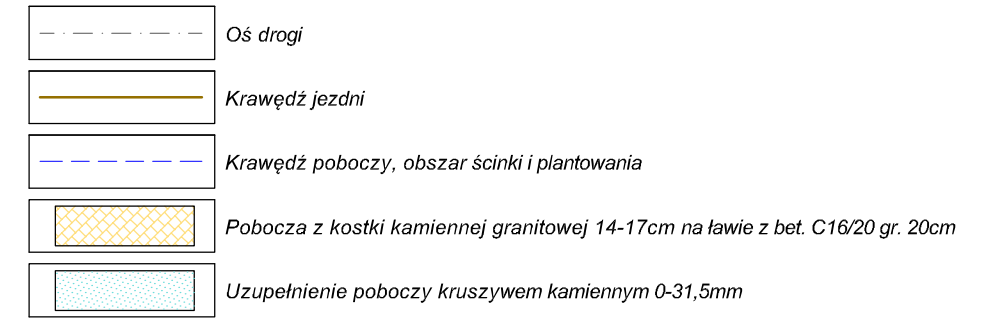 Oś drogi
Krawędź jezdni
Krawędź poboczy, obszar ścinki i plantowania
Pobocza z kostki kamiennej granitowej 14-17cm na ławie z bet. C16/20 gr. 20cm
Uzupełnienie poboczy kruszywem kamiennym 0-31,5mm